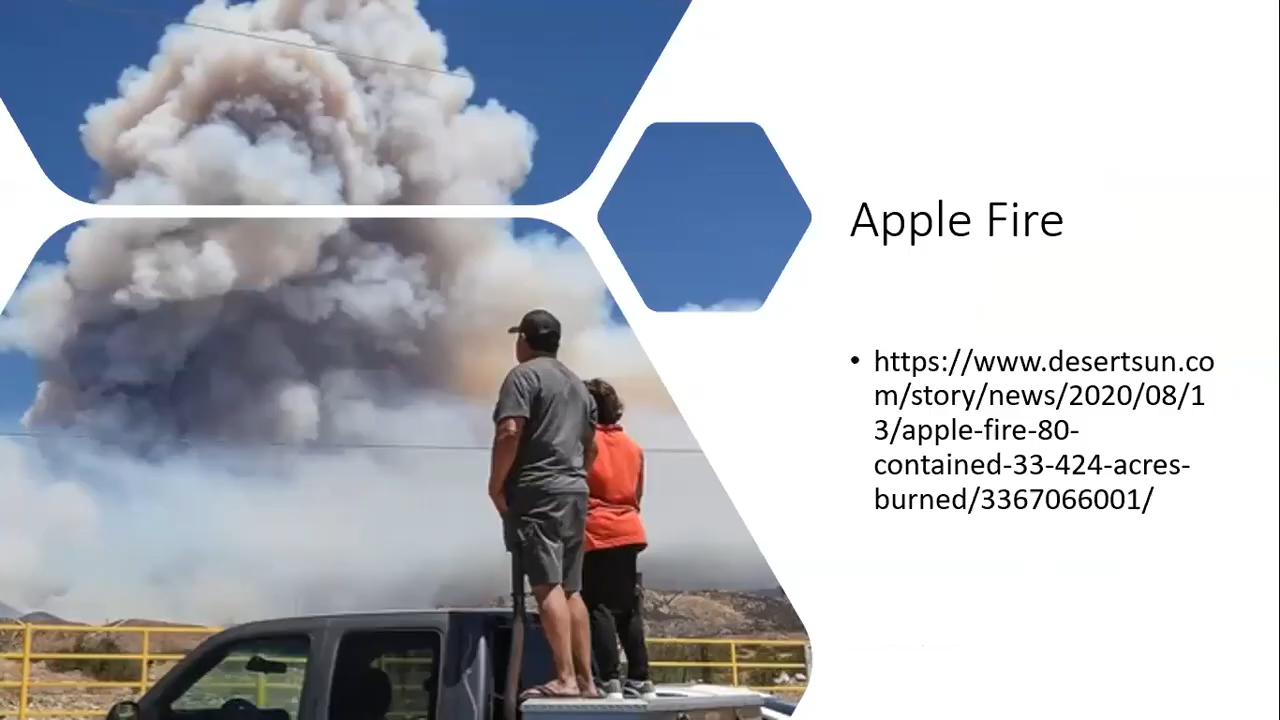 Apple Fire
• https://www.desertsun.co
m/story/news/2020/08/1
3/apple-fire-80-
contained-33-424-acres-
burned/3367066001/